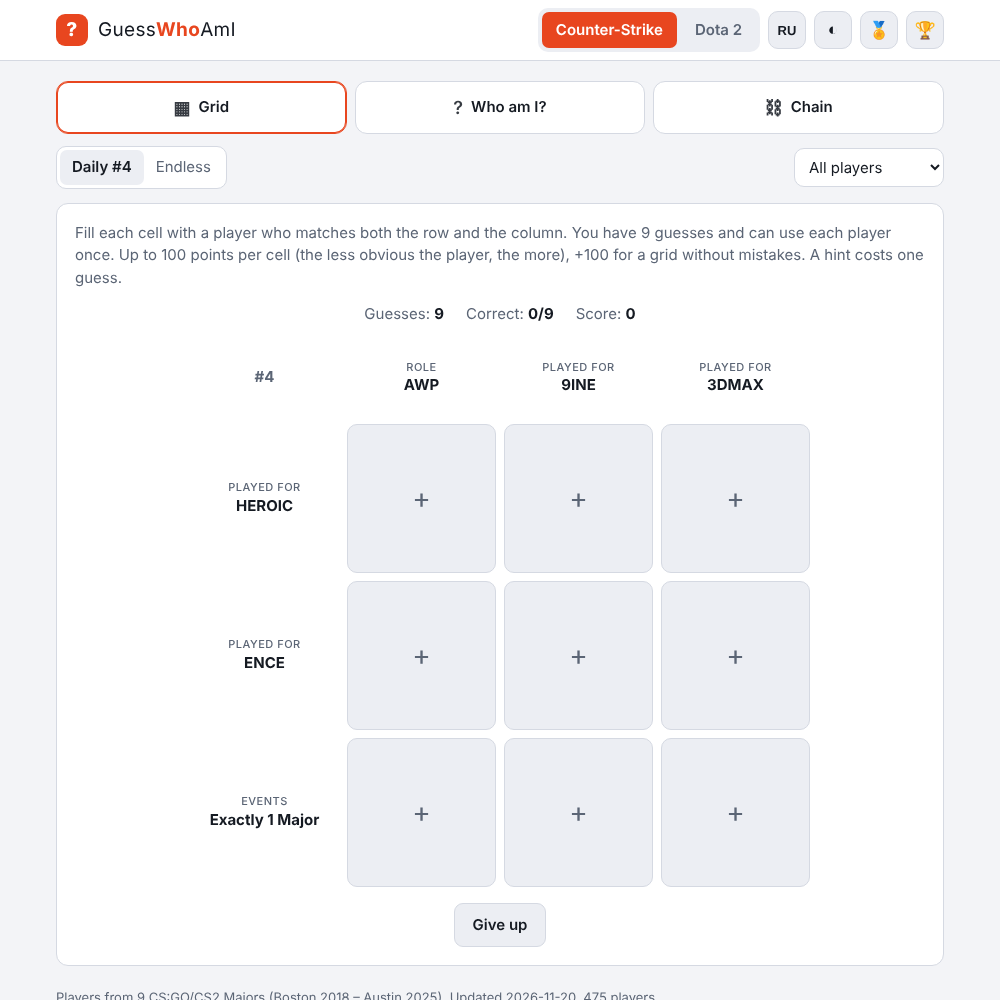 ? GuessWhoAmI
Counter-Strike Dota 2 RU
Grid
? Who am I?
Chain
Daily #4 Endless
All players
Fill each cell with a player who matches both the row and the column. You have 9 guesses and can use each player
once. Up to 100 points per cell (the less obvious the player, the more), +100 for a grid without mistakes. A hint costs one
guess.
Guesses: 9 Correct: 0/9 Score: 0
#4
ROLE
AWP
PLAYED FOR
9INE
PLAYED FOR
3DMAX
PLAYED FOR
HEROIC
+ + +
PLAYED FOR
ENCE
+ + +
EVENTS
Exactly 1 Major
+ + +
Give up
Players from 9 CS:GO/CS2 Majors (Boston 2018 – Austin 2025). Updated 2026-11-20, 475 players